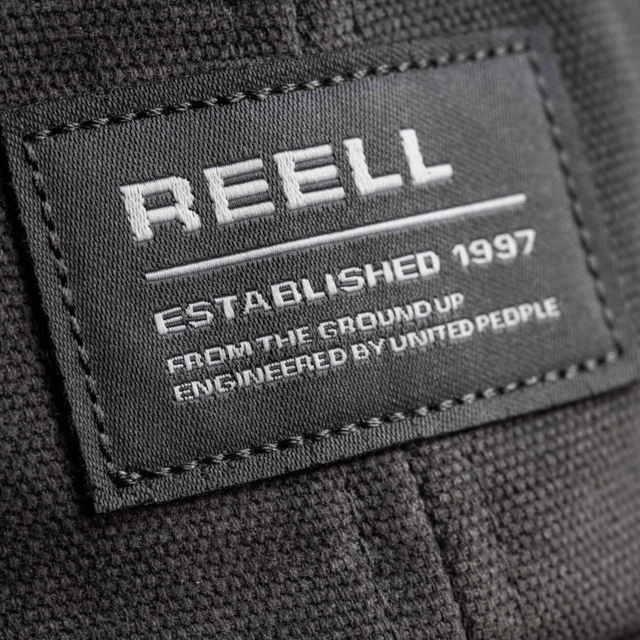 REELL
ESTABLISHED 1997
FROM THE GROUND UP
ENGINEERED BY UNITED PEOPLE